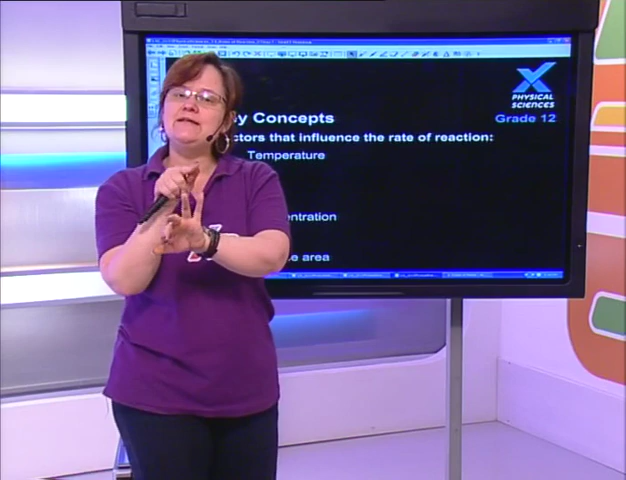 X
PHYSICAL
SCIENCES
Grade 12
y Concepts
ctors that influence the rate of reaction:
Temperature
entration
e area